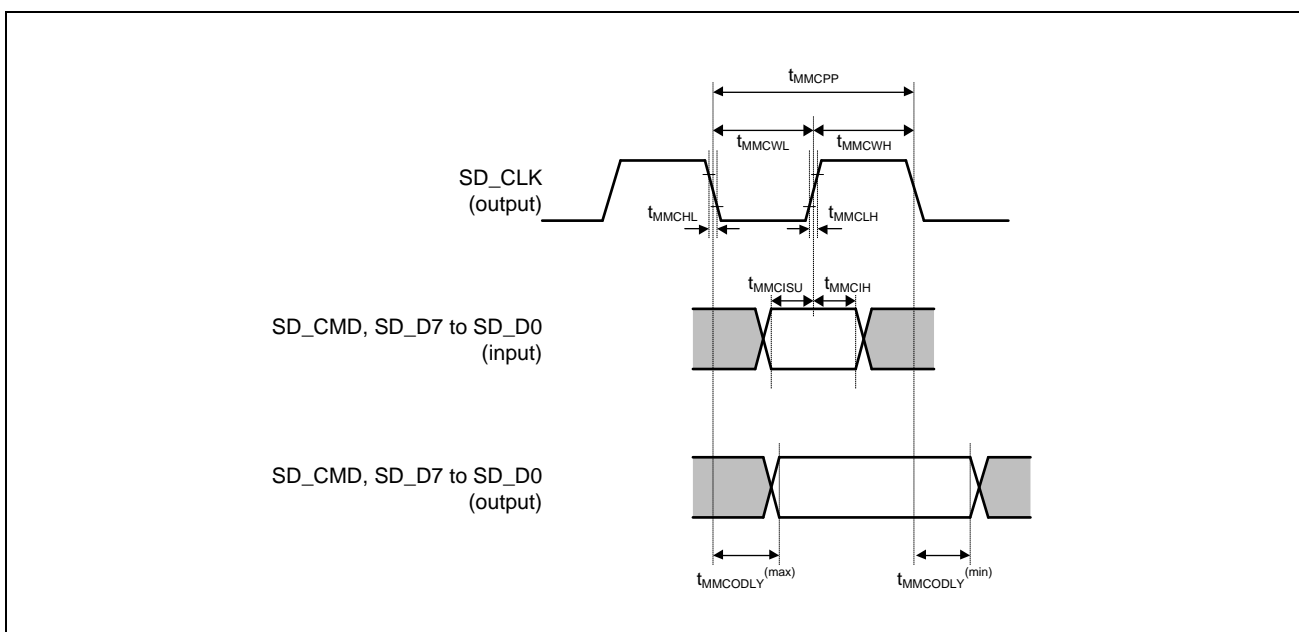 tMMCPP
tMMCWL
tMMCWH
SD_CLK
(output)
tMMCHL
tMMCLH
tMMCISU
tMMCIH
SD_CMD, SD_D7 to SD_D0
(input)
SD_CMD, SD_D7 to SD_D0
(output)
tMMCODLY(max)
tMMCODLY(min)